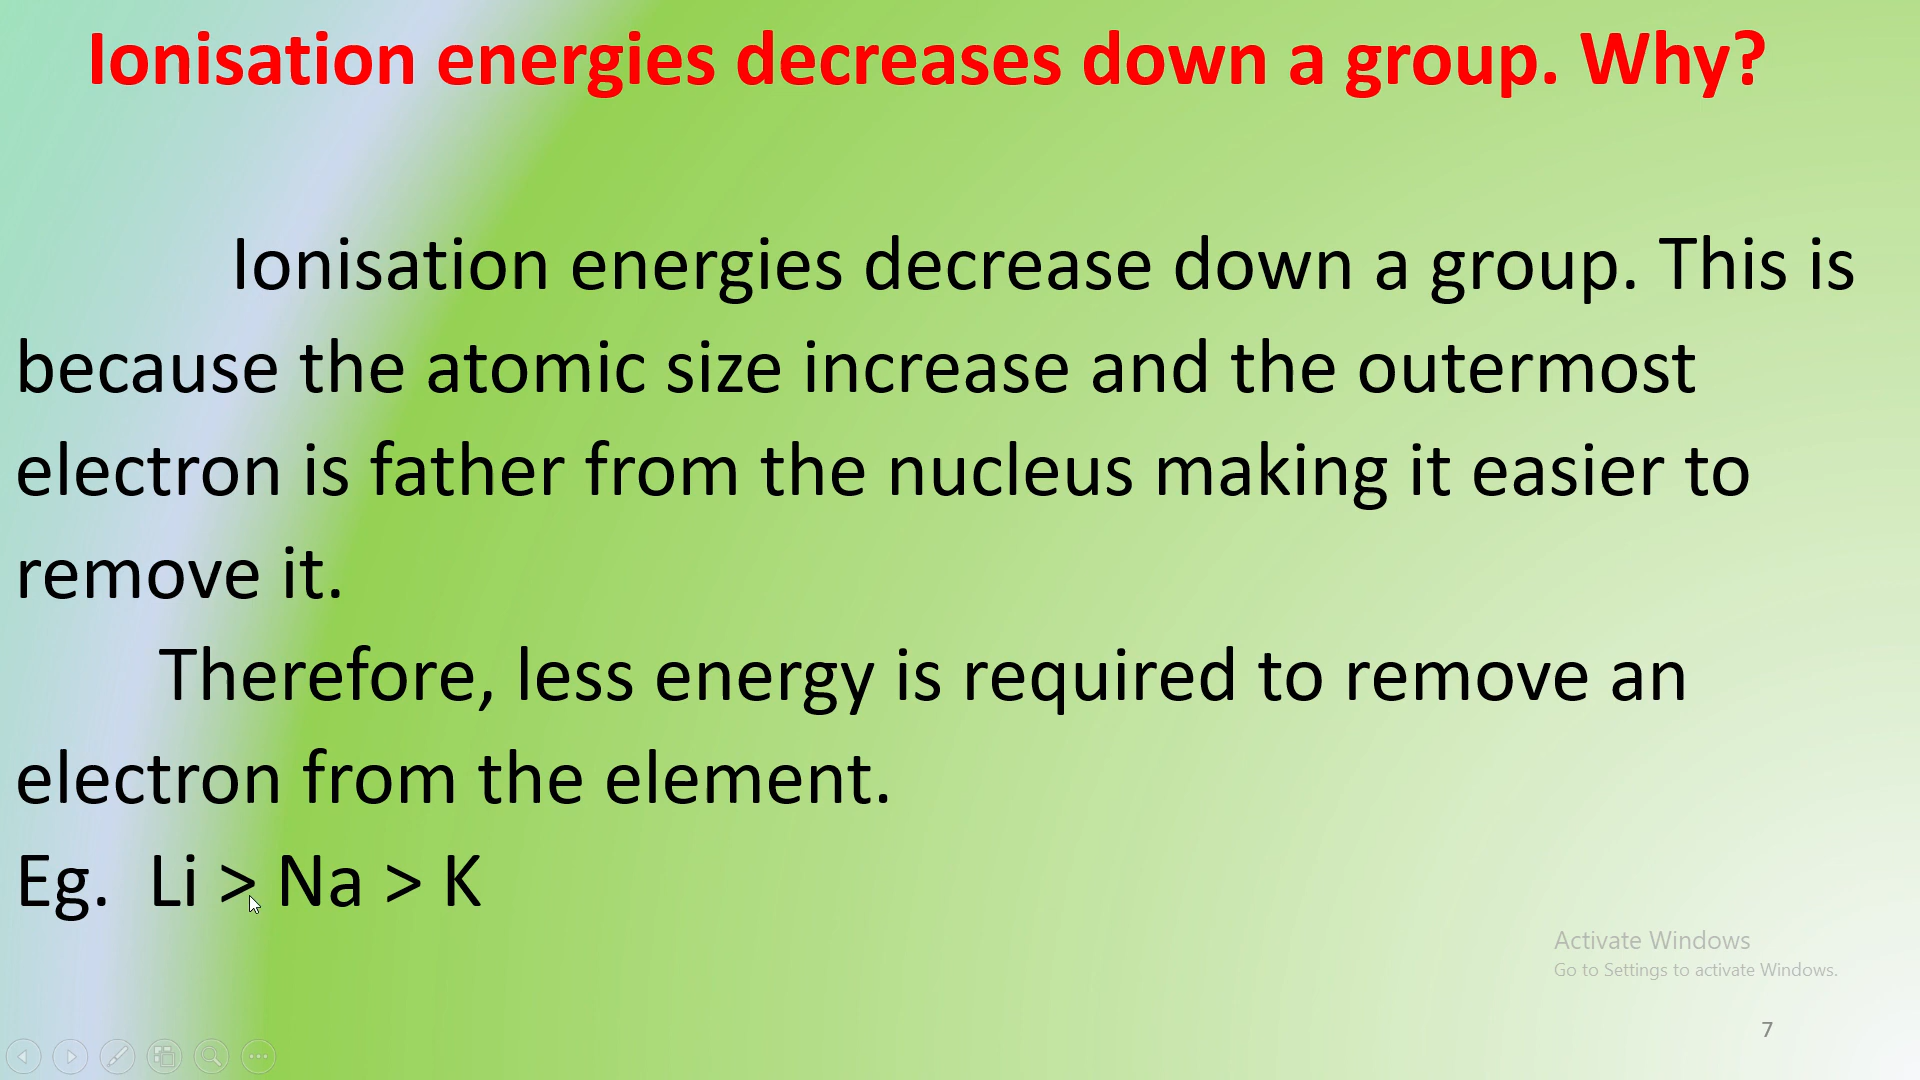 Ionisation energies decreases down a group. Why?
Ionisation energies decrease down a group. This is
because the atomic size increase and the outermost
electron is father from the nucleus making it easier to
remove it.
Therefore, less energy is required to remove an
electron from the element.
Eg. Li > Na > K
Activate Windows
Go to Settings to activate Windows.
7